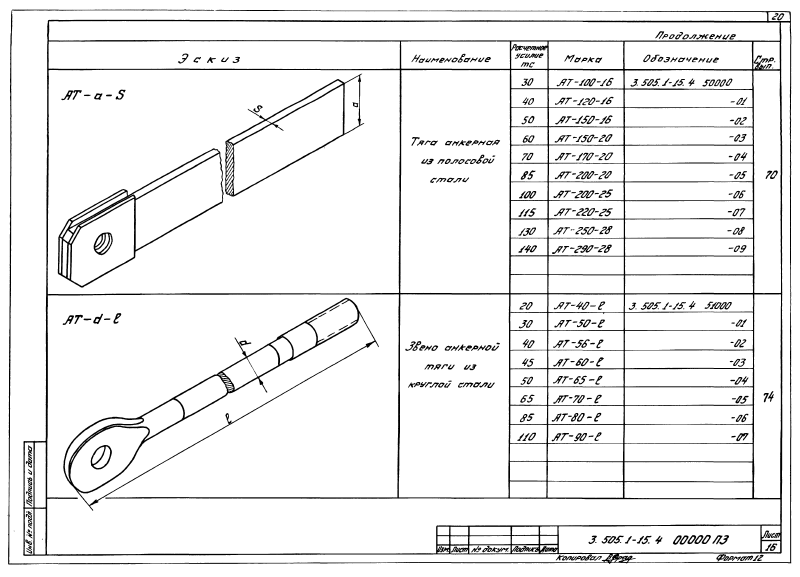 20
Продолжение
Эскиз Наименование Расчетное усилие тс Марка Обозначение Стр. вып.
АТ-а-S
S
а
Тяга анкерная
из полосовой
стали
30 АТ-100-16 3.505.1-15.4 50000
40 АТ-120-16 -01
50 АТ-150-16 -02
60 АТ-150-20 -03
70 АТ-170-20 -04
85 АТ-200-20 -05
70
100 АТ-200-25 -06
115 АТ-220-25 -07
130 АТ-250-28 -08
140 АТ-290-28 -09
АТ-d-ℓ
d
ℓ
Звено анкерной
тяги из
круглой стали
20 АТ-40-ℓ 3.505.1-15.4 51000
30 АТ-50-ℓ -01
40 АТ-56-ℓ -02
45 АТ-60-ℓ -03
50 АТ-65-ℓ -04
65 АТ-70-ℓ -05
74
85 АТ-80-ℓ -06
110 АТ-90-ℓ -07
Инв. № подл. Подпись и дата
3.505.1-15.4 00000 ПЗ
Лист
16
Изм. Лист № докум. Подпись Дата
Копировал Формат 12